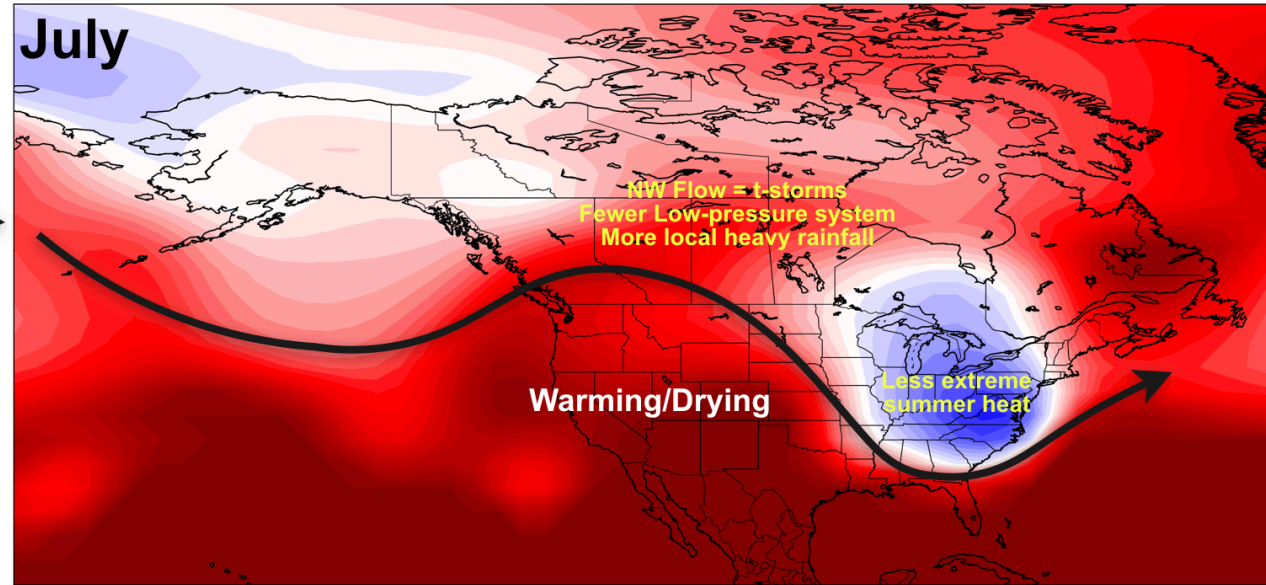 July
NW Flow = t-storms
Fewer Low-pressure system
More local heavy rainfall
Less extreme
summer heat
Warming/Drying